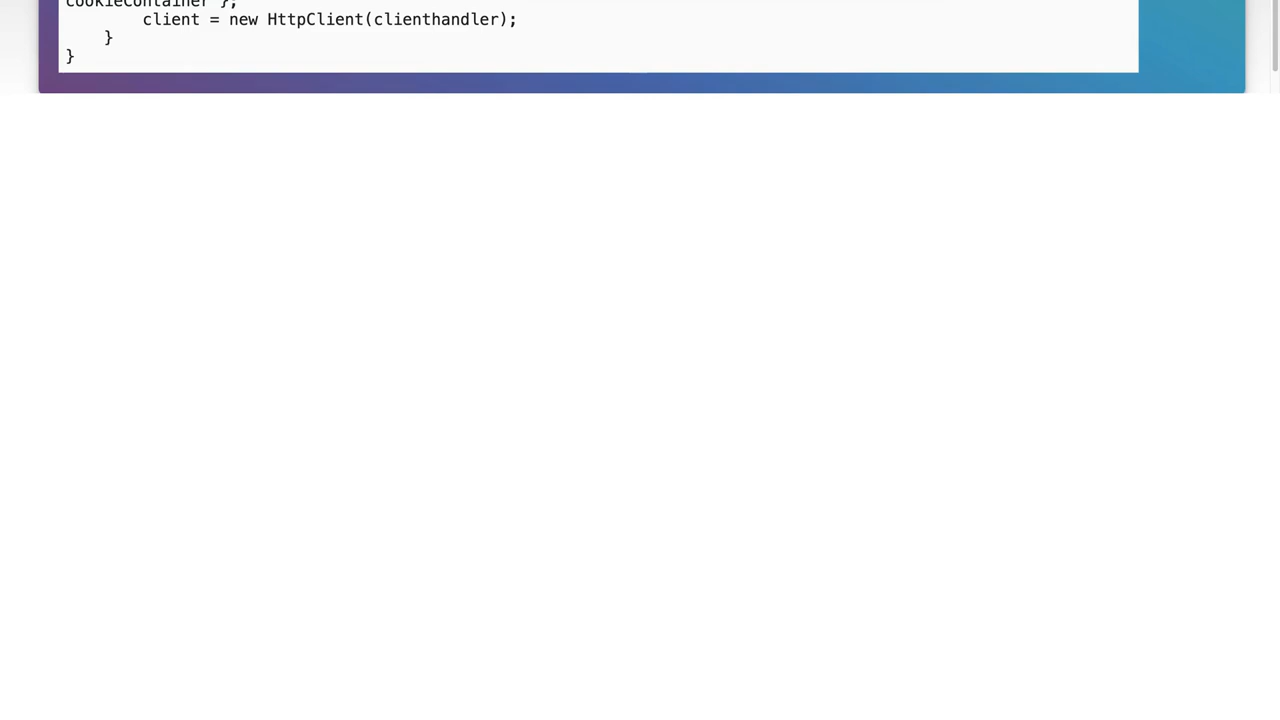 cookieContainer };
        client = new HttpClient(clienthandler);
    }
}